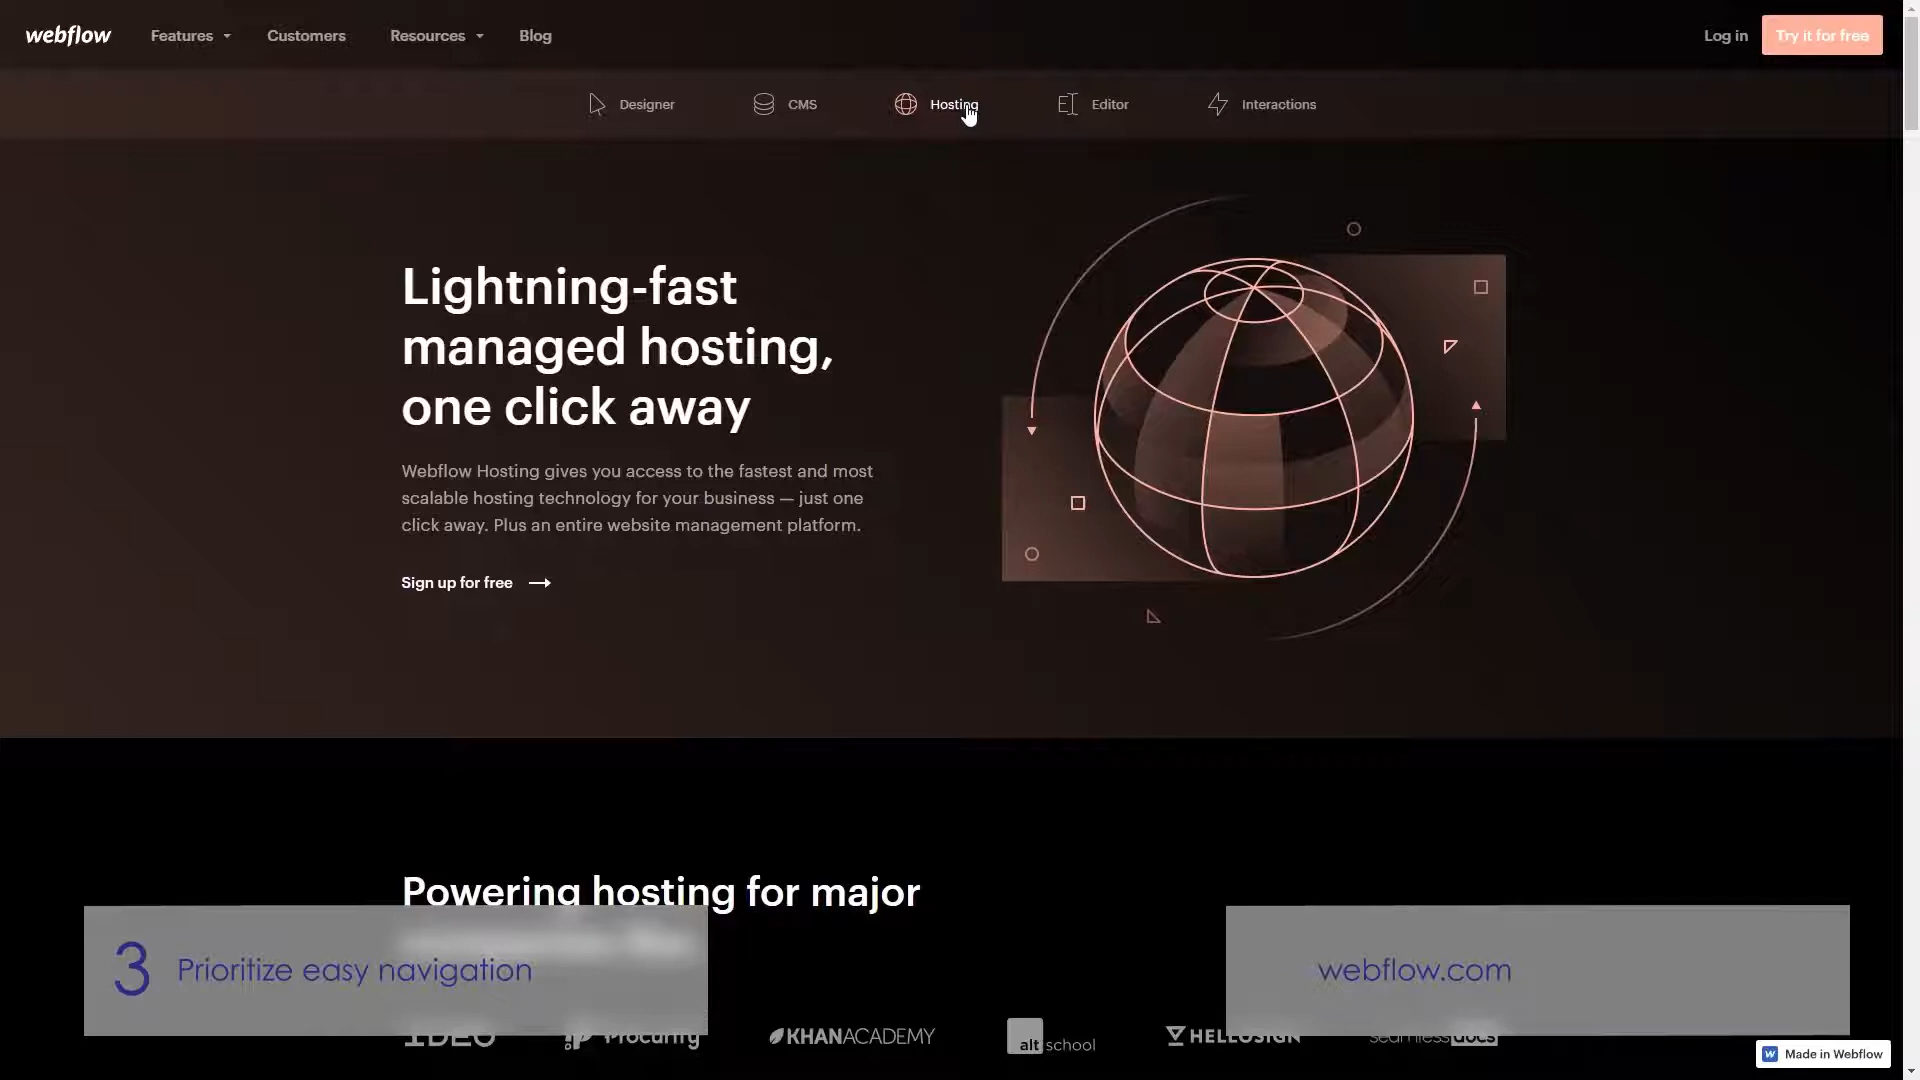 webflow
Features
Customers
Resources
Blog
Log in
Try it for free
Designer
CMS
Hosting
Editor
Interactions
Lightning-fast
managed hosting,
one click away
Webflow Hosting gives you access to the fastest and most
scalable hosting technology for your business — just one
click away. Plus an entire website management platform.
Sign up for free
Powering hosting for major
3 Prioritize easy navigation
webflow.com
IDEO
Procurify
KHANACADEMY
alt school
HELLOSIGN
seamlessdocs
W Made in Webflow